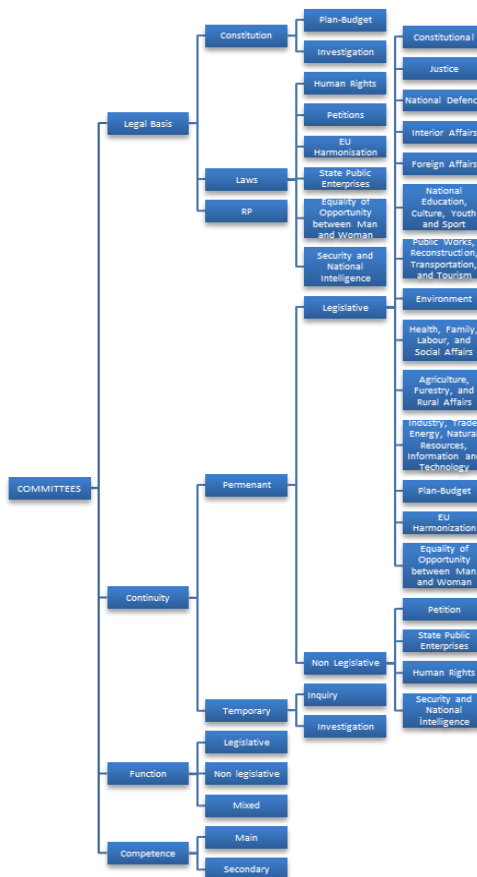 COMMITTEES
Legal Basis
Constitution
Plan-Budget
Investigation
Laws
Human Rights
Petitions
EU
Harmonisation
State Public
Enterprises
Equality of
Opportunity
between Man
and Woman
Security and
National
Intelligence
RP
Continuity
Permenant
Legislative
Constitutional
Justice
National Defence
Interior Affairs
Foreign Affairs
National
Education,
Culture, Youth
and Sport
Public Works,
Reconstruction,
Transportation,
and Tourism
Environment
Health, Family,
Labour, and
Social Affairs
Agriculture,
Furestry, and
Rural Affairs
Industry, Trade,
Energy, Natural
Resources,
Information and
Technology
Plan-Budget
EU
Harmonization
Equality of
Opportunity
between Man
and Woman
Non Legislative
Petition
State Public
Enterprises
Human Rights
Security and
National
intelligence
Temporary
Inquiry
Investigation
Function
Legislative
Non legislative
Mixed
Competence
Main
Secondary